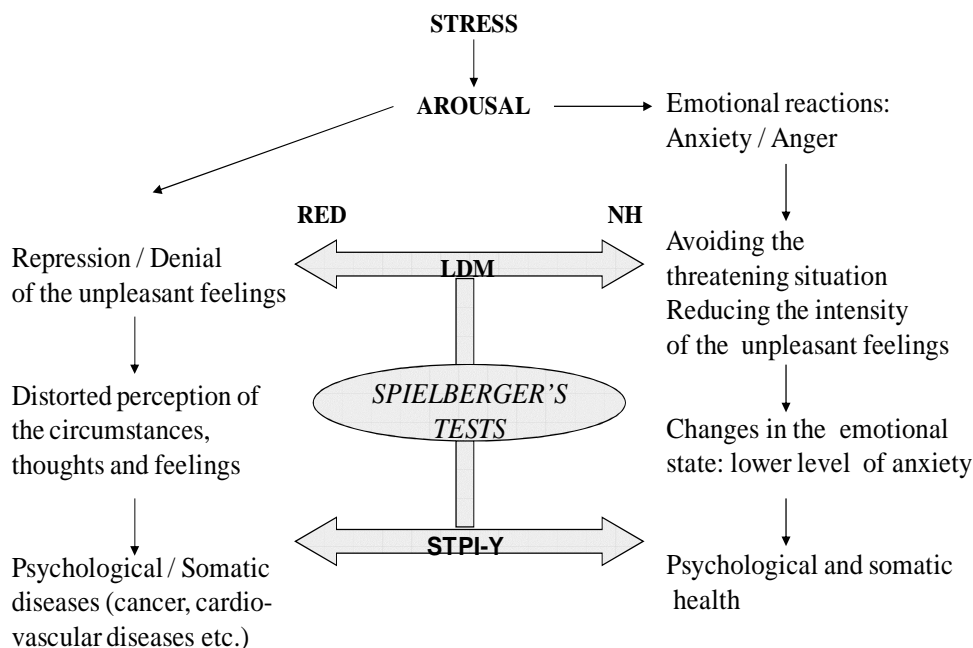 STRESS
AROUSAL
Emotional reactions:
Anxiety / Anger
RED
NH
Repression / Denial
of the unpleasant feelings
LDM
Avoiding the
threatening situation
Reducing the intensity
of the unpleasant feelings
Distorted perception of
the circumstances,
thoughts and feelings
SPIELBERGER'S
TESTS
Changes in the emotional
state: lower level of anxiety
STPI-Y
Psychological / Somatic
diseases (cancer, cardio-
vascular diseases etc.)
Psychological and somatic
health